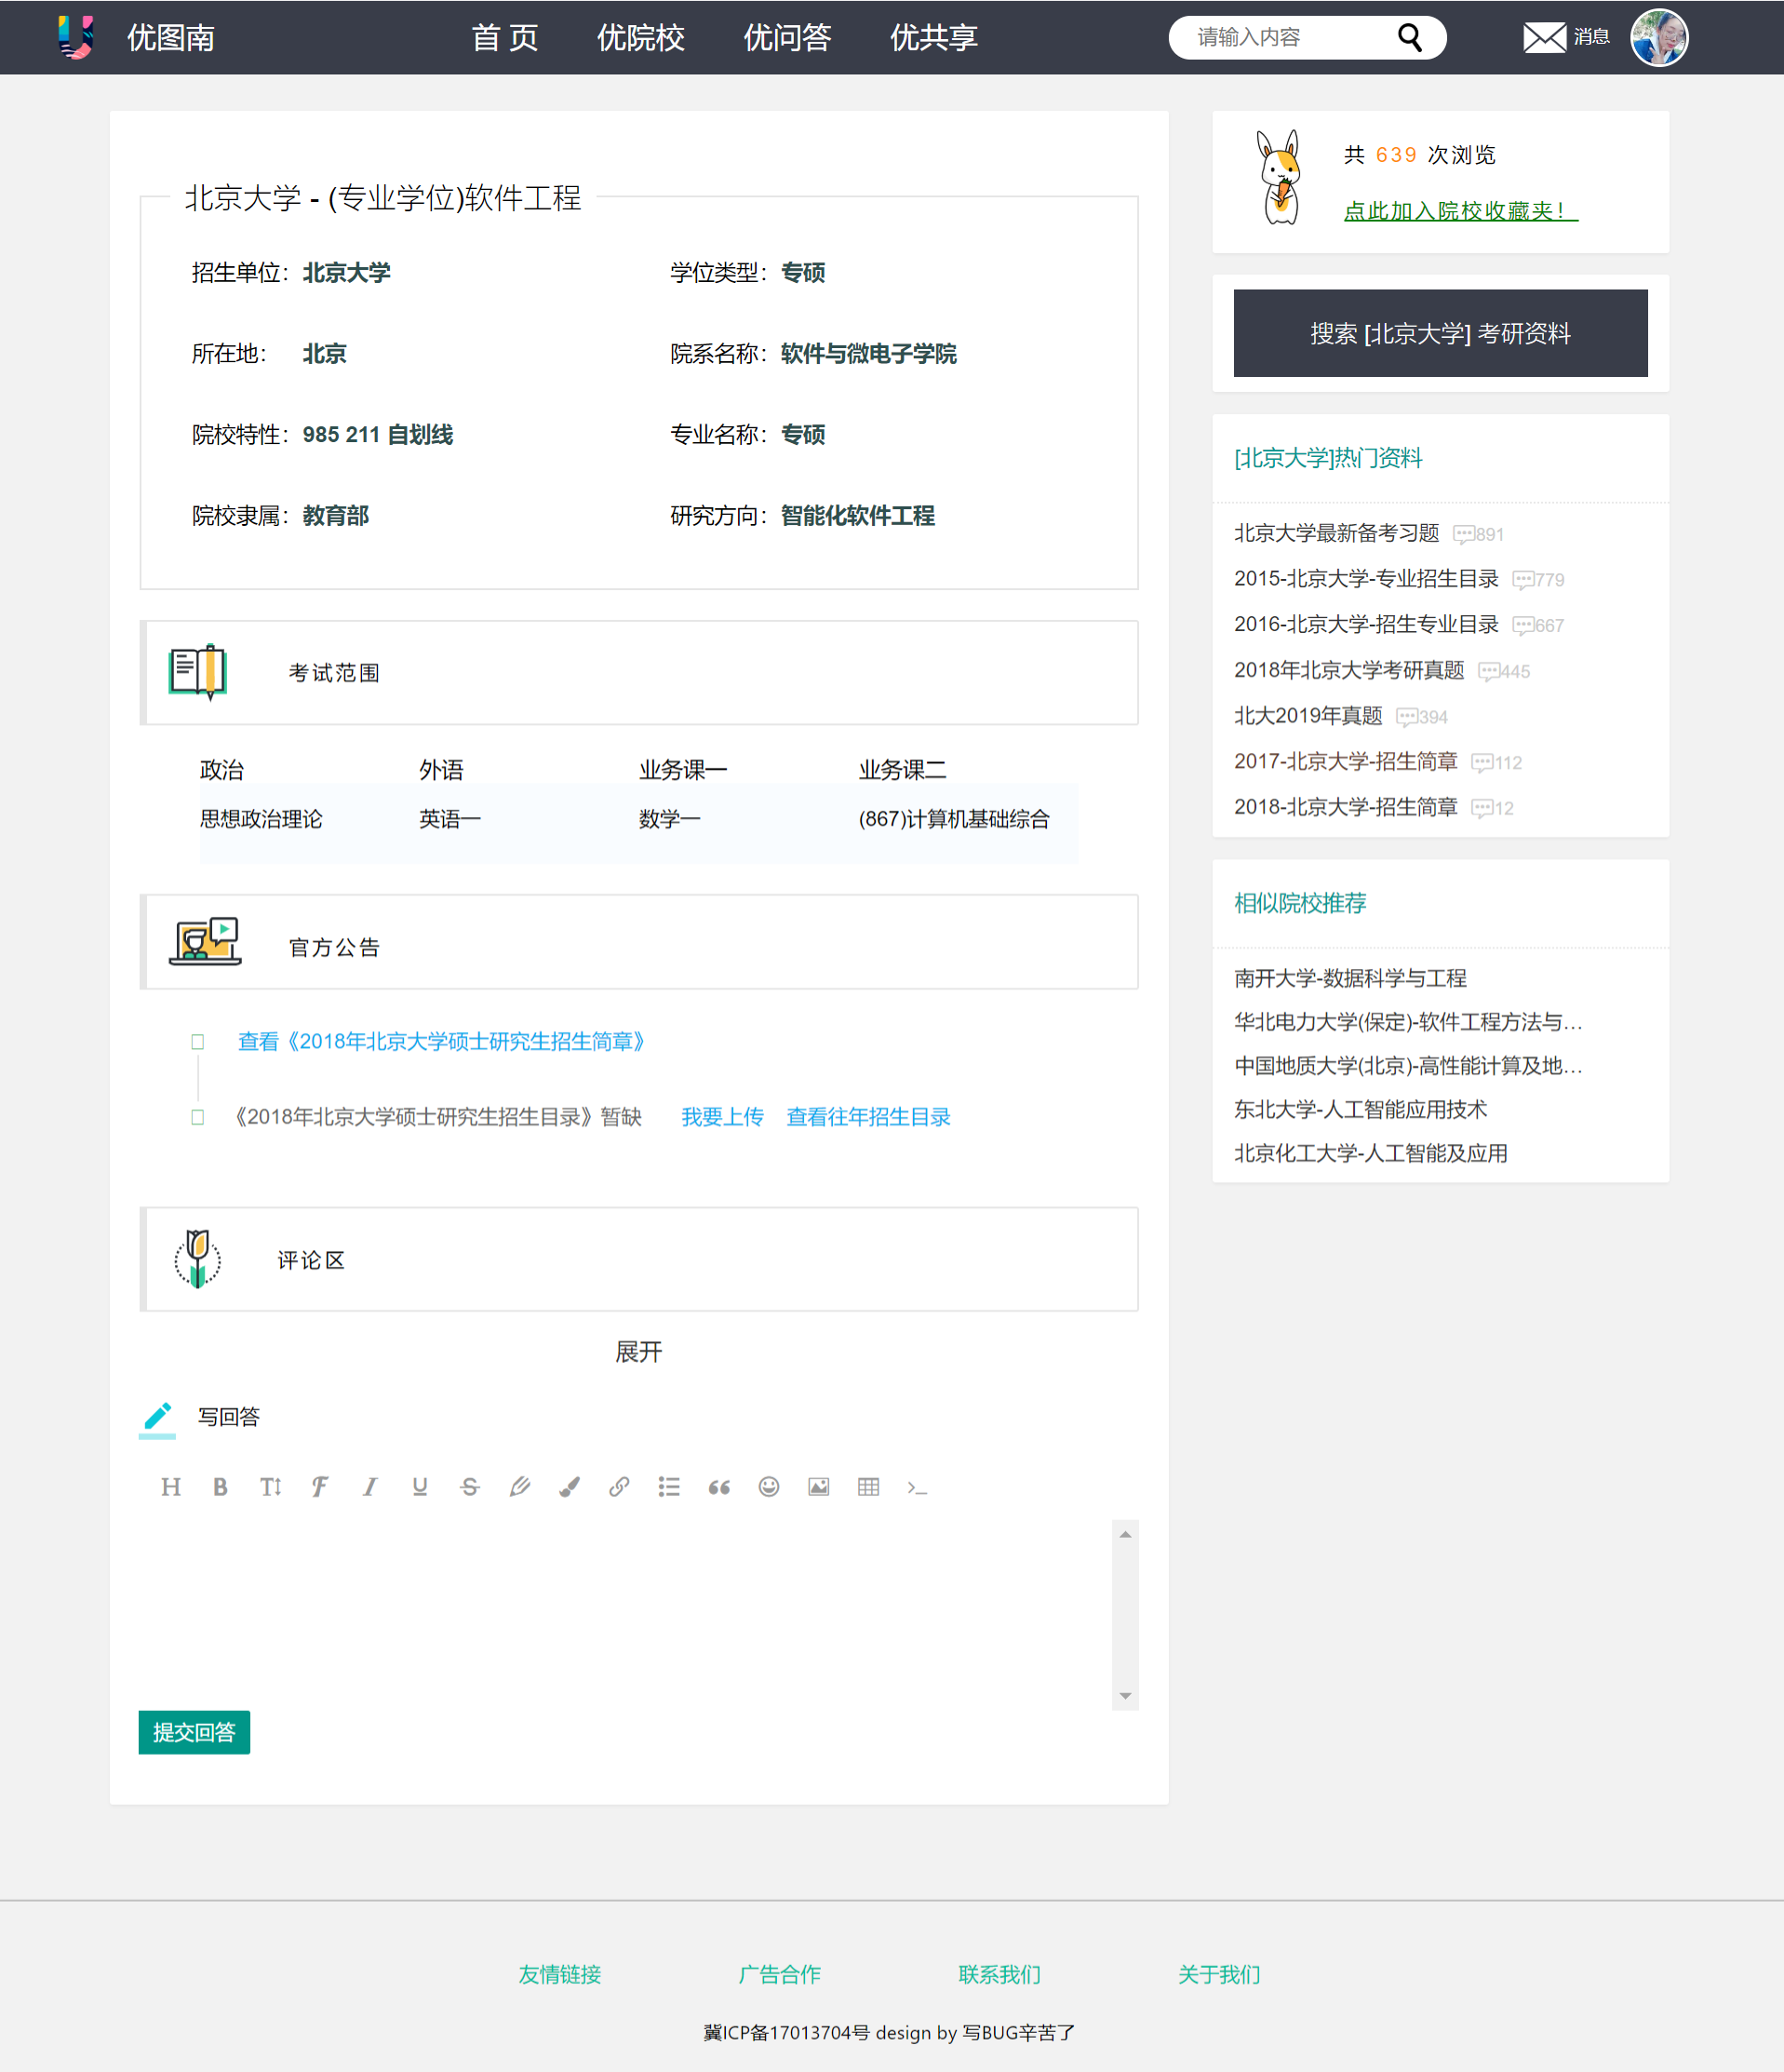 优图南 首 页 优院校 优问答 优共享 请输入内容 消息
北京大学 - (专业学位)软件工程
招生单位：北京大学 学位类型：专硕
所在地： 北京 院系名称：软件与微电子学院
院校特性：985 211 自划线 专业名称：专硕
院校隶属：教育部 研究方向：智能化软件工程
考试范围
政治 外语 业务课一 业务课二
思想政治理论 英语一 数学一 (867)计算机基础综合
官方公告
查看《2018年北京大学硕士研究生招生简章》
《2018年北京大学硕士研究生招生目录》暂缺 我要上传 查看往年招生目录
评论区
展开
写回答
提交回答
共 639 次浏览
点此加入院校收藏夹！
搜索 [北京大学] 考研资料
[北京大学]热门资料
北京大学最新备考习题 891
2015-北京大学-专业招生目录 779
2016-北京大学-招生专业目录 667
2018年北京大学考研真题 445
北大2019年真题 394
2017-北京大学-招生简章 112
2018-北京大学-招生简章 12
相似院校推荐
南开大学-数据科学与工程
华北电力大学(保定)-软件工程方法与...
中国地质大学(北京)-高性能计算及地...
东北大学-人工智能应用技术
北京化工大学-人工智能及应用
友情链接 广告合作 联系我们 关于我们
冀ICP备17013704号 design by 写BUG辛苦了